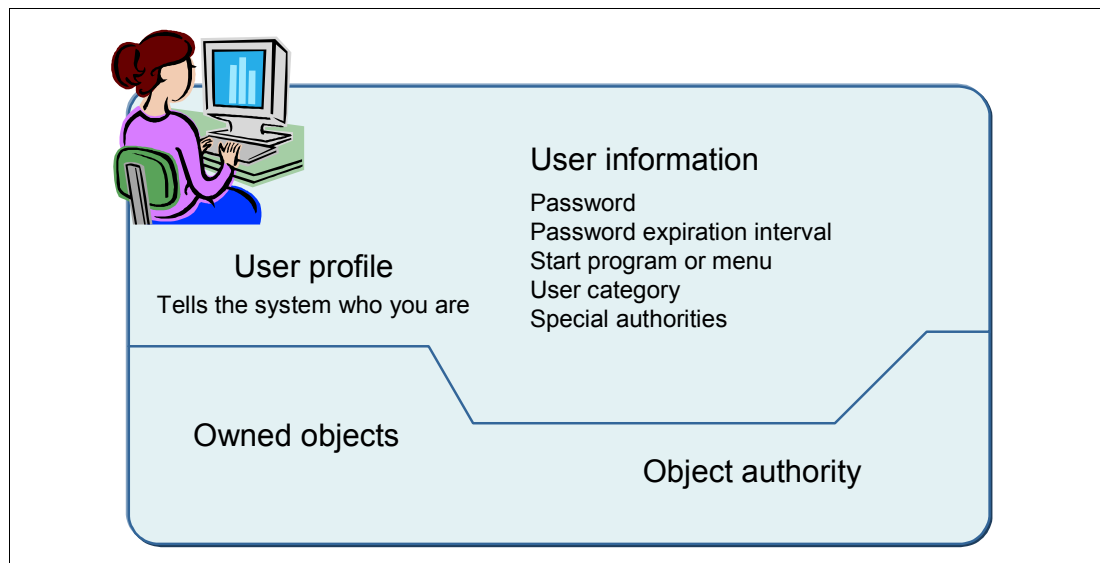 User profile
Tells the system who you are
User information
Password
Password expiration interval
Start program or menu
User category
Special authorities
Owned objects
Object authority